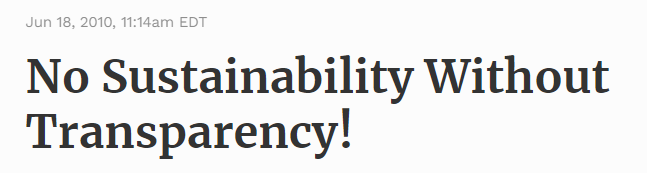 Jun 18, 2010, 11:14am EDT
No Sustainability Without
Transparency!